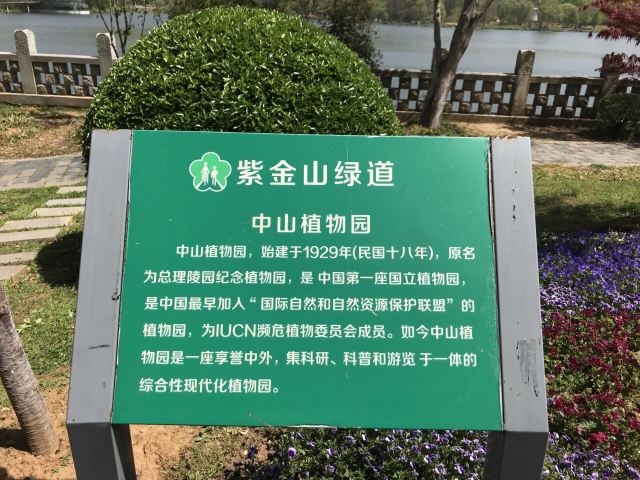 紫金山绿道
中山植物园
中山植物园，始建于1929年(民国十八年)，原名
为总理陵园纪念植物园，是 中国第一座国立植物园，
是中国最早加入“国际自然和自然资源保护联盟”的
植物园，为IUCN濒危植物委员会成员。如今中山植
物园是一座享誉中外，集科研、科普和游览 于一体的
综合性现代化植物园。